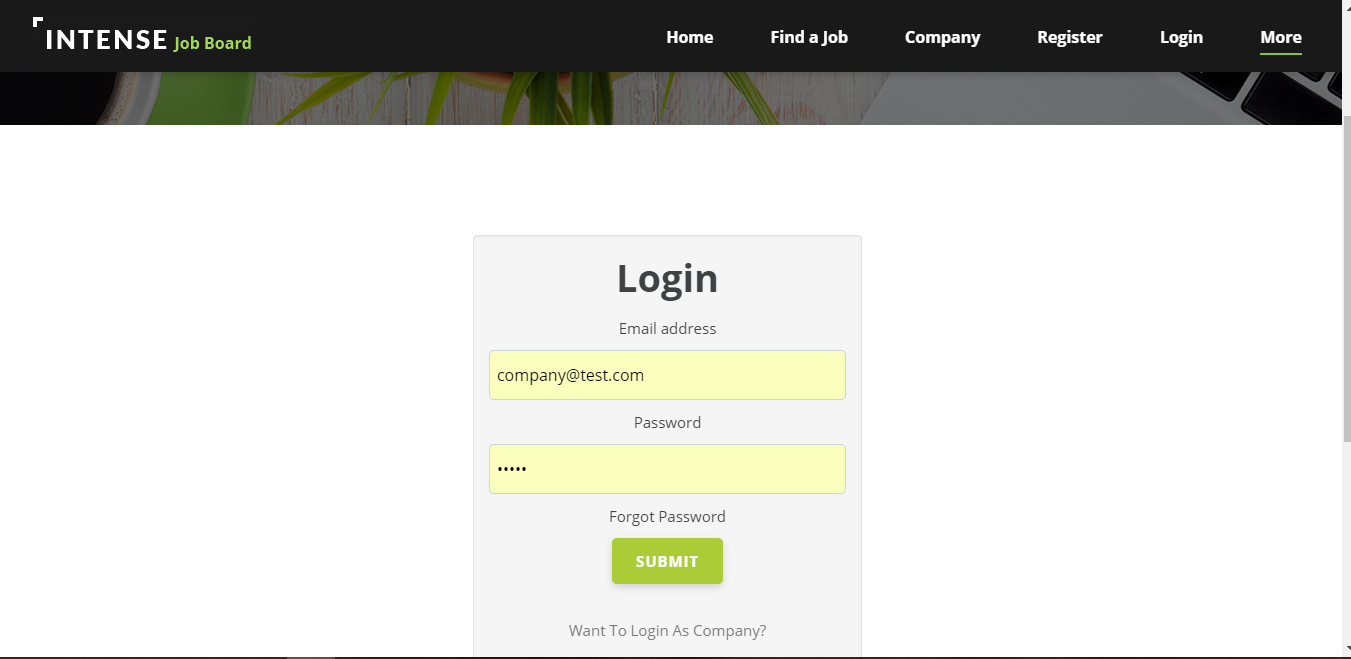 INTENSE Job Board
Home Find a Job Company Register Login More
Login
Email address
company@test.com
Password
•••••
Forgot Password
SUBMIT
Want To Login As Company?